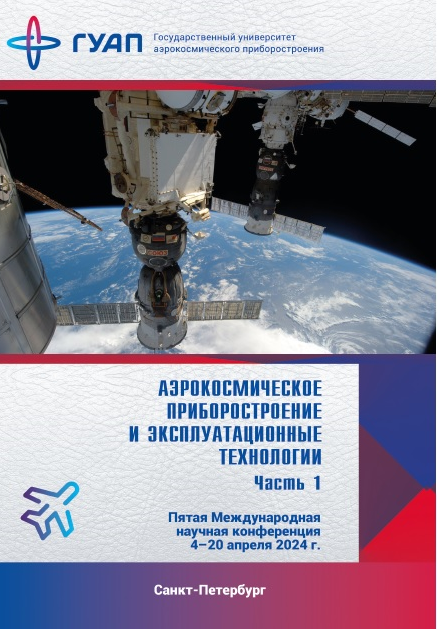 ГУАП
Государственный университет
аэрокосмического приборостроения
АЭРОКОСМИЧЕСКОЕ
ПРИБОРОСТРОЕНИЕ
И ЭКСПЛУАТАЦИОННЫЕ
ТЕХНОЛОГИИ
Часть 1
Пятая Международная
научная конференция
4–20 апреля 2024 г.
Санкт-Петербург